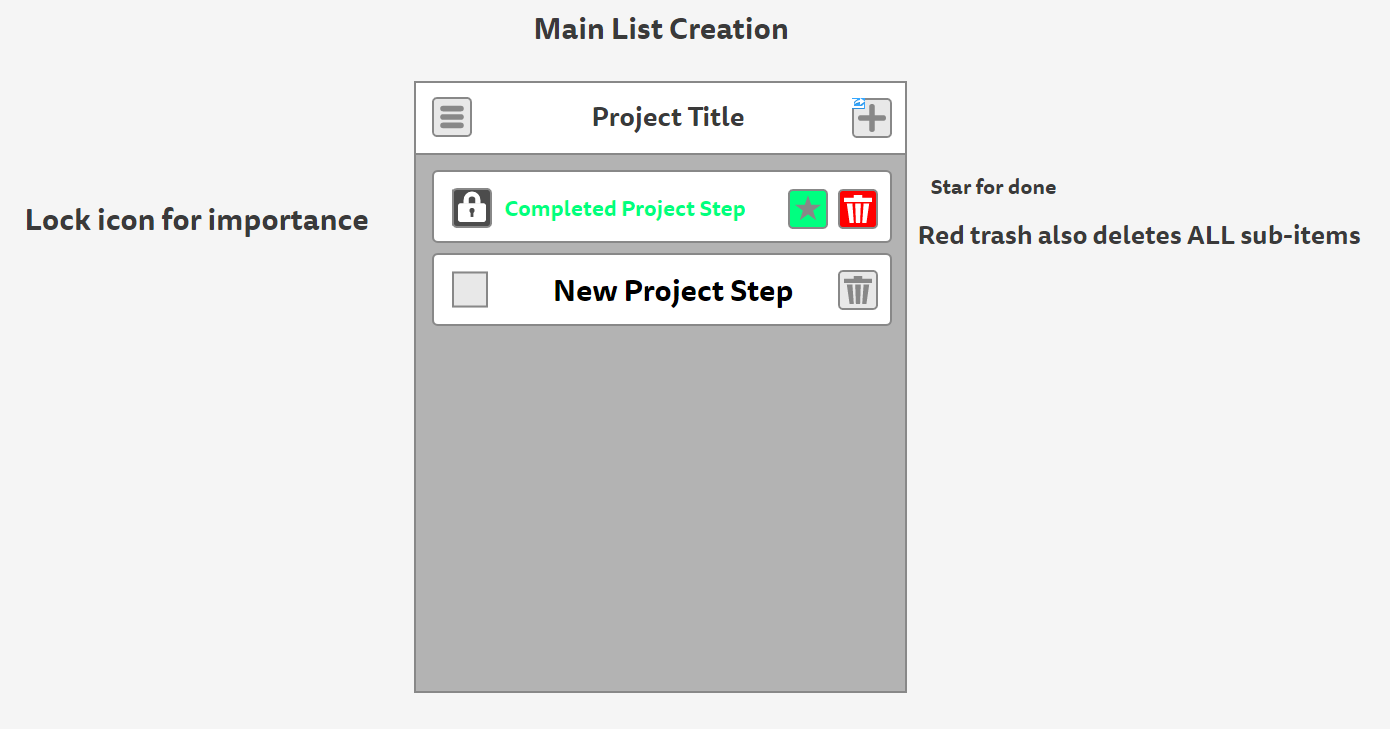 Main List Creation
Project Title
Lock icon for importance
Completed Project Step
Star for done
Red trash also deletes ALL sub-items
New Project Step